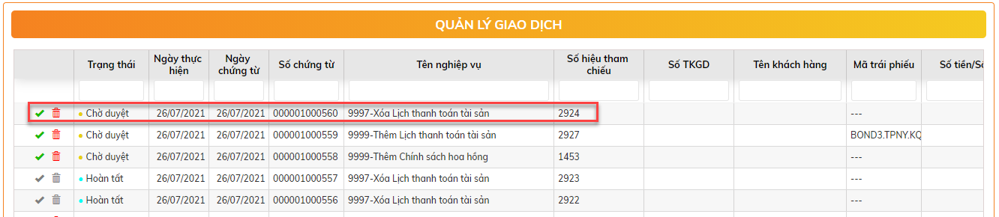 QUẢN LÝ GIAO DỊCH
Trạng thái Ngày thực hiện Ngày chứng từ Số chứng từ Tên nghiệp vụ Số hiệu tham chiếu Số TKGD Tên khách hàng Mã trái phiếu Số tiền/Số
Chờ duyệt 26/07/2021 26/07/2021 000001000560 9997-Xóa Lịch thanh toán tài sản 2924 ---
Chờ duyệt 26/07/2021 26/07/2021 000001000559 9999-Thêm Lịch thanh toán tài sản 2927 BOND3.TPNY.KQ
Chờ duyệt 26/07/2021 26/07/2021 000001000558 9999-Thêm Chính sách hoa hồng 1453 ---
Hoàn tất 26/07/2021 26/07/2021 000001000557 9997-Xóa Lịch thanh toán tài sản 2923 ---
Hoàn tất 26/07/2021 26/07/2021 000001000556 9997-Xóa Lịch thanh toán tài sản 2922 ---